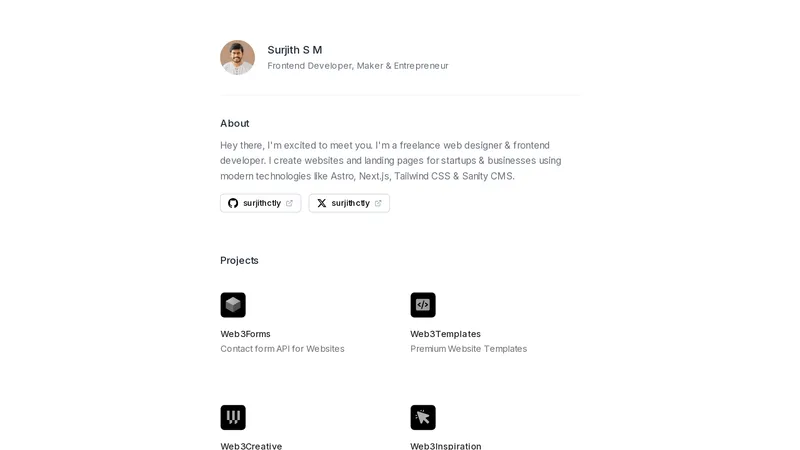 Surjith S M
Frontend Developer, Maker & Entrepreneur
About
Hey there, I'm excited to meet you. I'm a freelance web designer & frontend
developer. I create websites and landing pages for startups & businesses using
modern technologies like Astro, Next.js, Tailwind CSS & Sanity CMS.
surjithctly
surjithctly
Projects
Web3Forms
Contact form API for Websites
Web3Templates
Premium Website Templates
Web3Creative
Web3Inspiration